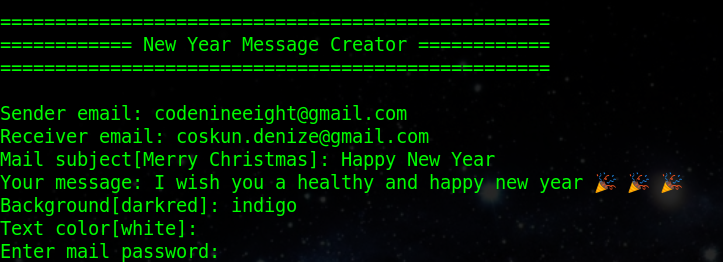 ==================================================
============ New Year Message Creator ============
==================================================
Sender email: codenineeight@gmail.com
Receiver email: coskun.denize@gmail.com
Mail subject[Merry Christmas]: Happy New Year
Your message: I wish you a healthy and happy new year 🎉 🎉 🎉
Background[darkred]: indigo
Text color[white]:
Enter mail password: